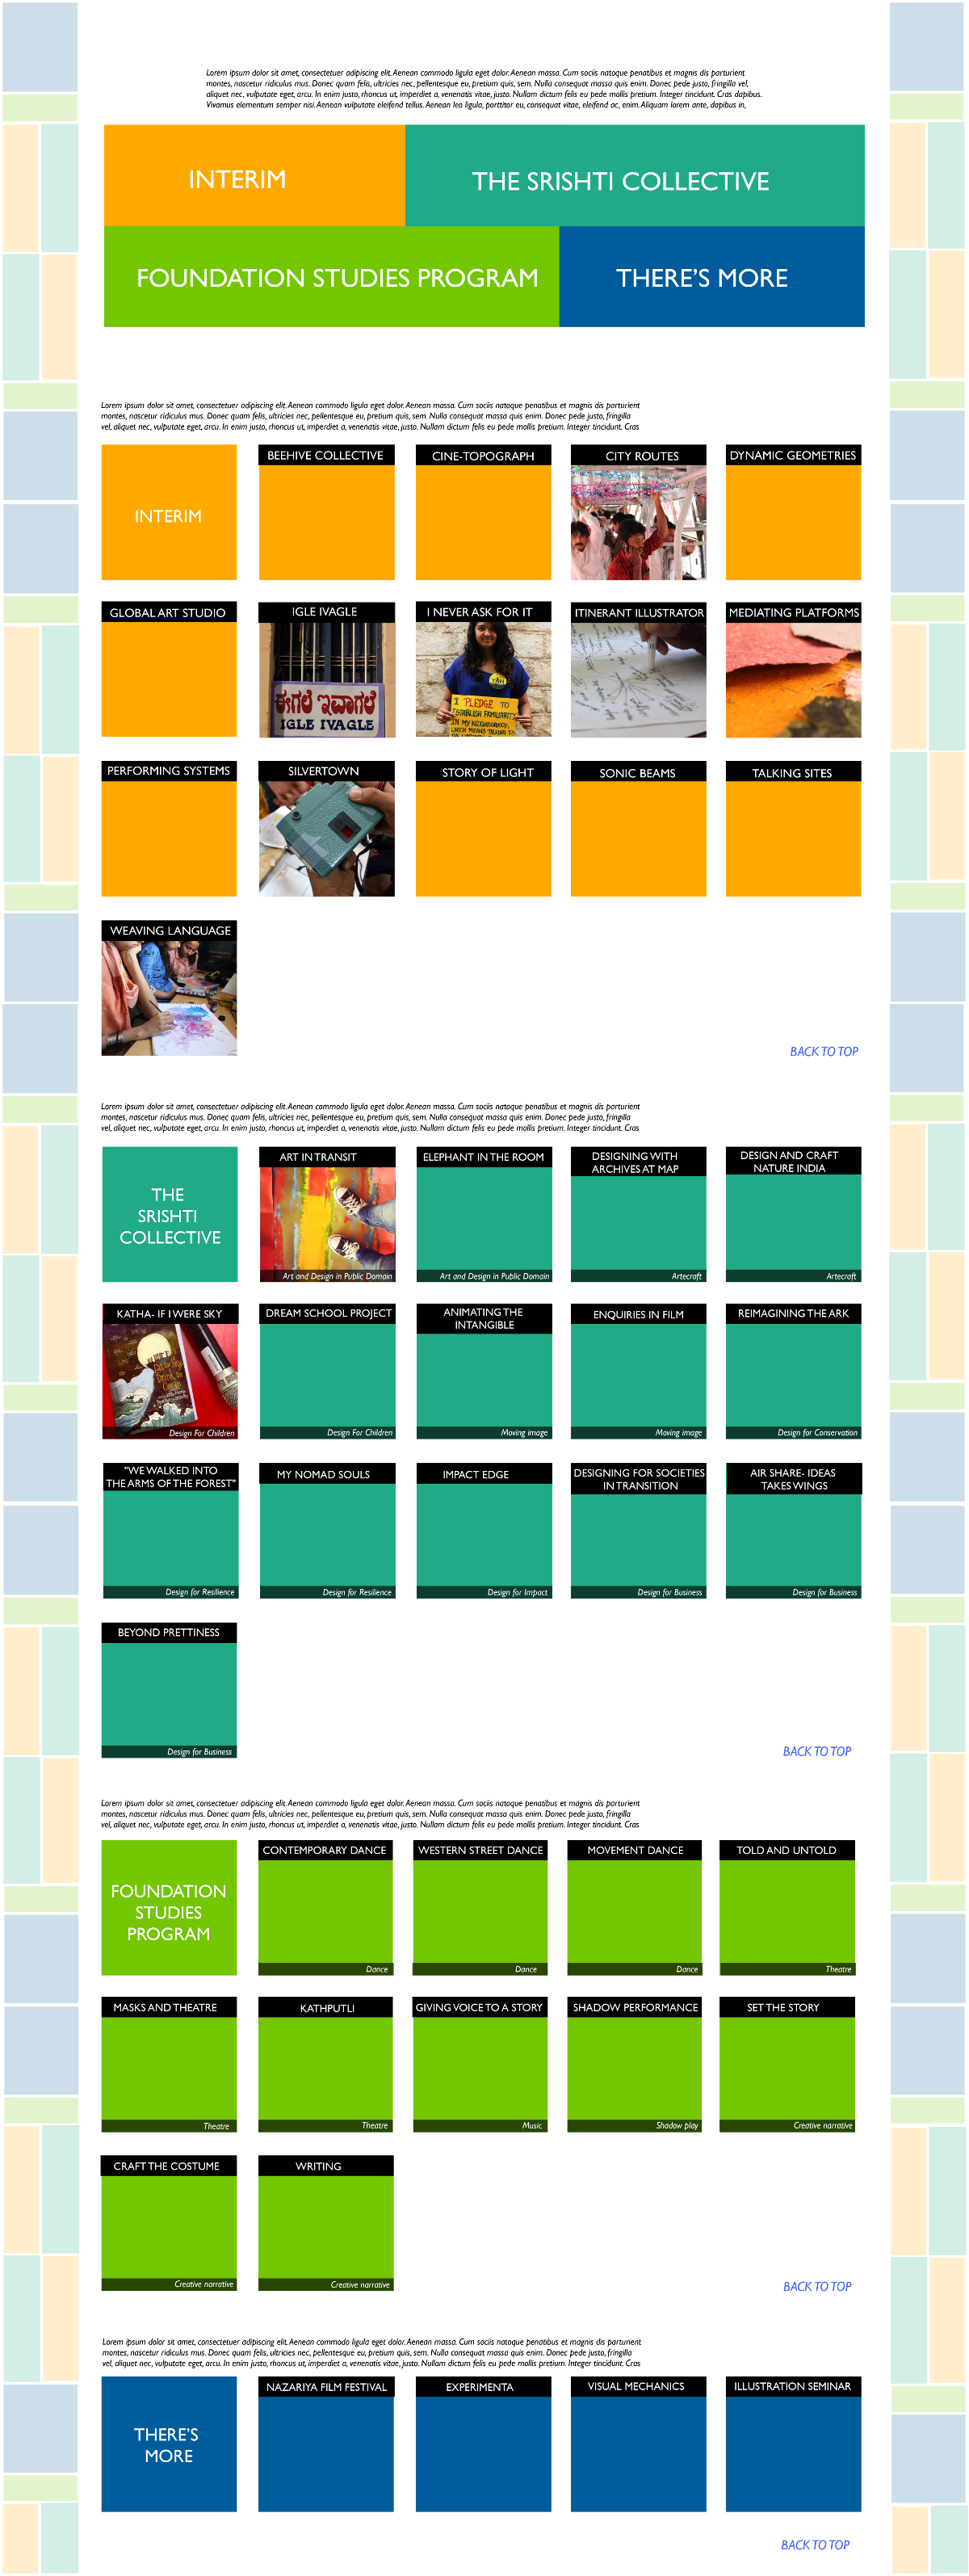 Lorem ipsum dolor sit amet, consectetuer adipiscing elit. Aenean commodo ligula eget dolor. Aenean massa. Cum sociis natoque penatibus et magnis dis parturient
montes, nascetur ridiculus mus. Donec quam felis, ultricies nec, pellentesque eu, pretium quis, sem. Nulla consequat massa quis enim. Donec pede justo, fringilla vel,
aliquet nec, vulputate eget, arcu. In enim justo, rhoncus ut, imperdiet a, venenatis vitae, justo. Nullam dictum felis eu pede mollis pretium. Integer tincidunt. Cras dapibus.
Vivamus elementum semper nisi. Aenean vulputate eleifend tellus. Aenean leo ligula, porttitor eu, consequat vitae, eleifend ac, enim. Aliquam lorem ante, dapibus in,
INTERIM
THE SRISHTI COLLECTIVE
FOUNDATION STUDIES PROGRAM
THERE'S MORE
Lorem ipsum dolor sit amet, consectetuer adipiscing elit. Aenean commodo ligula eget dolor. Aenean massa. Cum sociis natoque penatibus et magnis dis parturient
montes, nascetur ridiculus mus. Donec quam felis, ultricies nec, pellentesque eu, pretium quis, sem. Nulla consequat massa quis enim. Donec pede justo, fringilla
vel, aliquet nec, vulputate eget, arcu. In enim justo, rhoncus ut, imperdiet a, venenatis vitae, justo. Nullam dictum felis eu pede mollis pretium. Integer tincidunt. Cras
INTERIM
BEEHIVE COLLECTIVE
CINE-TOPOGRAPH
CITY ROUTES
DYNAMIC GEOMETRIES
GLOBAL ART STUDIO
IGLE IVAGLE
ಈಗಲೆ ಇವಾಗಲೆ
IGLE IVAGLE
I NEVER ASK FOR IT
YAH
I PLEDGE TO
ESTABLISH FAMILIARITY
IN MY NEIGHBORHOOD,
WHICH MEANS TALKING TO
ITINERANT ILLUSTRATOR
MEDIATING PLATFORMS
PERFORMING SYSTEMS
SILVERTOWN
STORY OF LIGHT
SONIC BEAMS
TALKING SITES
WEAVING LANGUAGE
BACK TO TOP
Lorem ipsum dolor sit amet, consectetuer adipiscing elit. Aenean commodo ligula eget dolor. Aenean massa. Cum sociis natoque penatibus et magnis dis parturient
montes, nascetur ridiculus mus. Donec quam felis, ultricies nec, pellentesque eu, pretium quis, sem. Nulla consequat massa quis enim. Donec pede justo, fringilla
vel, aliquet nec, vulputate eget, arcu. In enim justo, rhoncus ut, imperdiet a, venenatis vitae, justo. Nullam dictum felis eu pede mollis pretium. Integer tincidunt. Cras
THE
SRISHTI
COLLECTIVE
ART IN TRANSIT
Art and Design in Public Domain
ELEPHANT IN THE ROOM
Art and Design in Public Domain
DESIGNING WITH
ARCHIVES AT MAP
Artecraft
DESIGN AND CRAFT
NATURE INDIA
Artecraft
KATHA- IF I WERE SKY
Design For Children
DREAM SCHOOL PROJECT
Design For Children
ANIMATING THE
INTANGIBLE
Moving image
ENQUIRIES IN FILM
Moving image
REIMAGINING THE ARK
Design for Conservation
"WE WALKED INTO
THE ARMS OF THE FOREST"
Design for Resilience
MY NOMAD SOULS
Design for Resilience
IMPACT EDGE
Design for Impact
DESIGNING FOR SOCIETIES
IN TRANSITION
Design for Business
AIR SHARE- IDEAS
TAKES WINGS
Design for Business
BEYOND PRETTINESS
Design for Business
BACK TO TOP
Lorem ipsum dolor sit amet, consectetuer adipiscing elit. Aenean commodo ligula eget dolor. Aenean massa. Cum sociis natoque penatibus et magnis dis parturient
montes, nascetur ridiculus mus. Donec quam felis, ultricies nec, pellentesque eu, pretium quis, sem. Nulla consequat massa quis enim. Donec pede justo, fringilla
vel, aliquet nec, vulputate eget, arcu. In enim justo, rhoncus ut, imperdiet a, venenatis vitae, justo. Nullam dictum felis eu pede mollis pretium. Integer tincidunt. Cras
FOUNDATION
STUDIES
PROGRAM
CONTEMPORARY DANCE
Dance
WESTERN STREET DANCE
Dance
MOVEMENT DANCE
Dance
TOLD AND UNTOLD
Theatre
MASKS AND THEATRE
Theatre
KATHPUTLI
Theatre
GIVING VOICE TO A STORY
Music
SHADOW PERFORMANCE
Shadow play
SET THE STORY
Creative narrative
CRAFT THE COSTUME
Creative narrative
WRITING
Creative narrative
BACK TO TOP
Lorem ipsum dolor sit amet, consectetuer adipiscing elit. Aenean commodo ligula eget dolor. Aenean massa. Cum sociis natoque penatibus et magnis dis parturient
montes, nascetur ridiculus mus. Donec quam felis, ultricies nec, pellentesque eu, pretium quis, sem. Nulla consequat massa quis enim. Donec pede justo, fringilla
vel, aliquet nec, vulputate eget, arcu. In enim justo, rhoncus ut, imperdiet a, venenatis vitae, justo. Nullam dictum felis eu pede mollis pretium. Integer tincidunt. Cras
THERE'S
MORE
NAZARIYA FILM FESTIVAL
EXPERIMENTA
VISUAL MECHANICS
ILLUSTRATION SEMINAR
BACK TO TOP